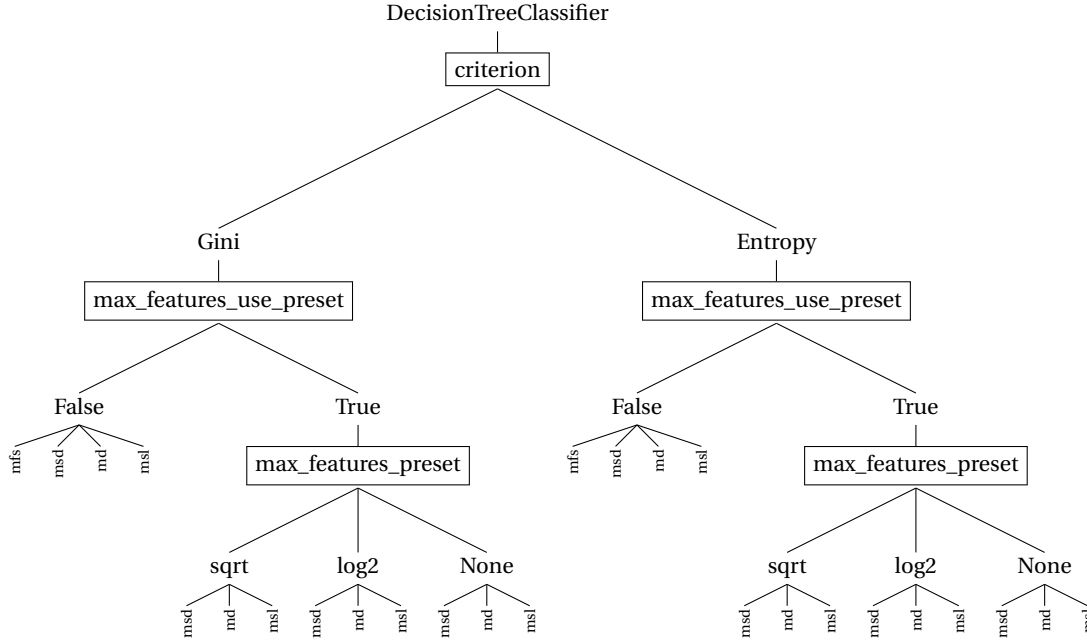 DecisionTreeClassifier
criterion
Gini Entropy
max_features_use_preset max_features_use_preset
False True False True
mfs msd md msl mfs msd md msl
max_features_preset max_features_preset
sqrt log2 None sqrt log2 None
msd md msl msd md msl msd md msl msd md msl msd md msl msd md msl